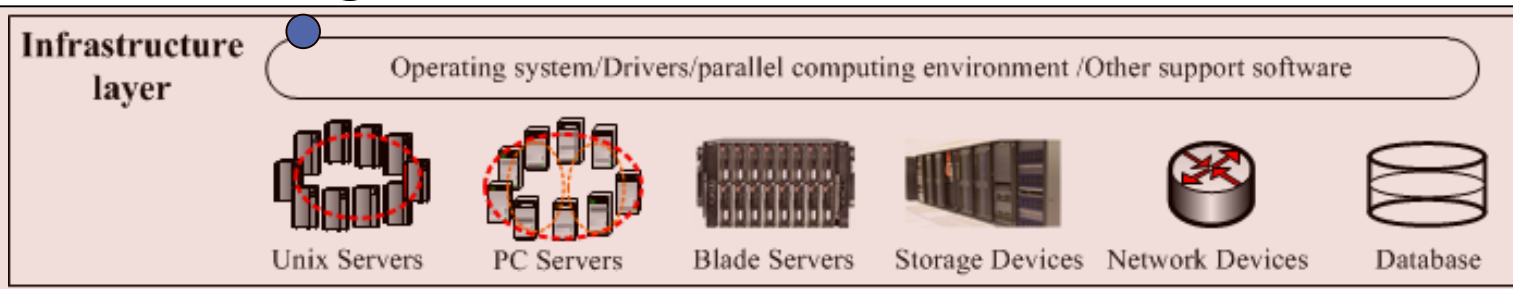 Infrastructure
layer
Operating system/Drivers/parallel computing environment /Other support software
Unix Servers
PC Servers
Blade Servers
Storage Devices
Network Devices
Database